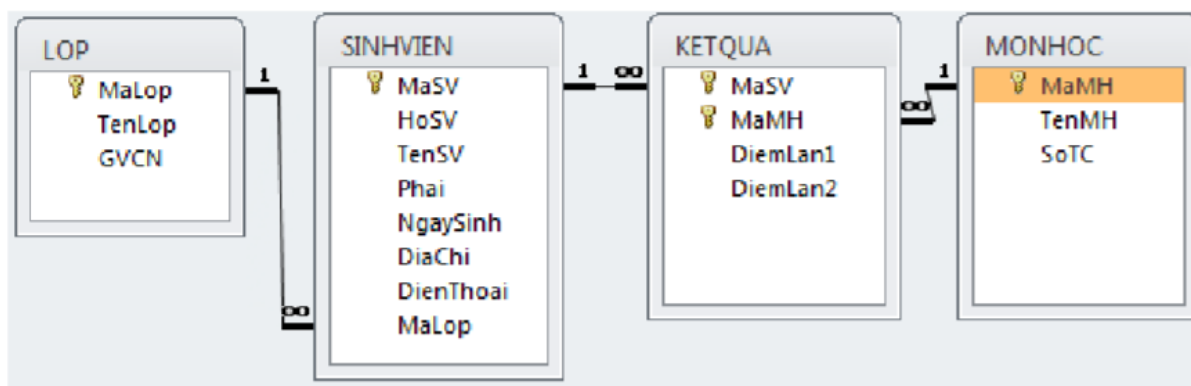 LOP
MaLop
TenLop
GVCN
1
∞
SINHVIEN
MaSV
HoSV
TenSV
Phai
NgaySinh
DiaChi
DienThoai
MaLop
1
∞
KETQUA
MaSV
MaMH
DiemLan1
DiemLan2
∞
1
MONHOC
MaMH
TenMH
SoTC